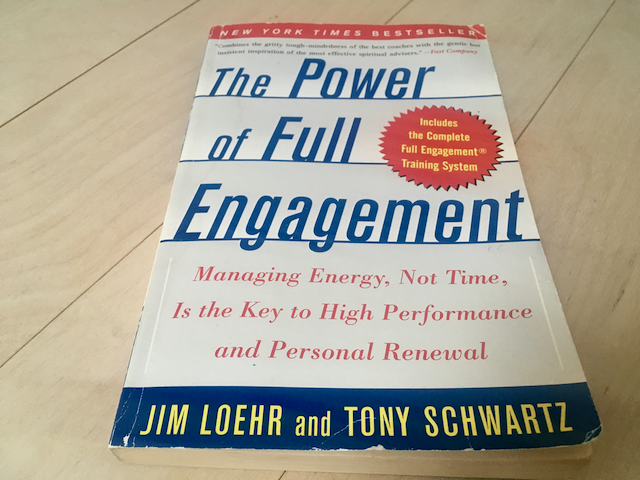 NEW YORK TIMES BESTSELLER
"Combines the gritty tough-mindedness of the best coaches with the gentle but
insistent inspiration of the most effective spiritual advisers." —Fast Company
The Power
of Full
Engagement
Includes
the Complete
Full Engagement®
Training System
Managing Energy, Not Time,
Is the Key to High Performance
and Personal Renewal
JIM LOEHR and TONY SCHWARTZ